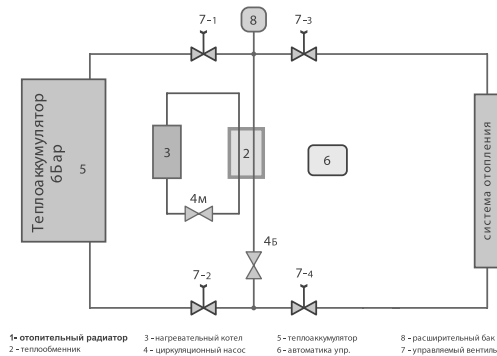 7-1
8
7-3
Теплоаккумулятор
6Бар
5
3
2
6
система отопления
4м
4Б
7-2
7-4
1- отопительный радиатор
3 - нагревательный котел
5 - теплоаккумулятор
8 - расширительный бак
2 - теплообменник
4 - циркуляционный насос
6 - автоматика упр.
7 - управляемый вентиль